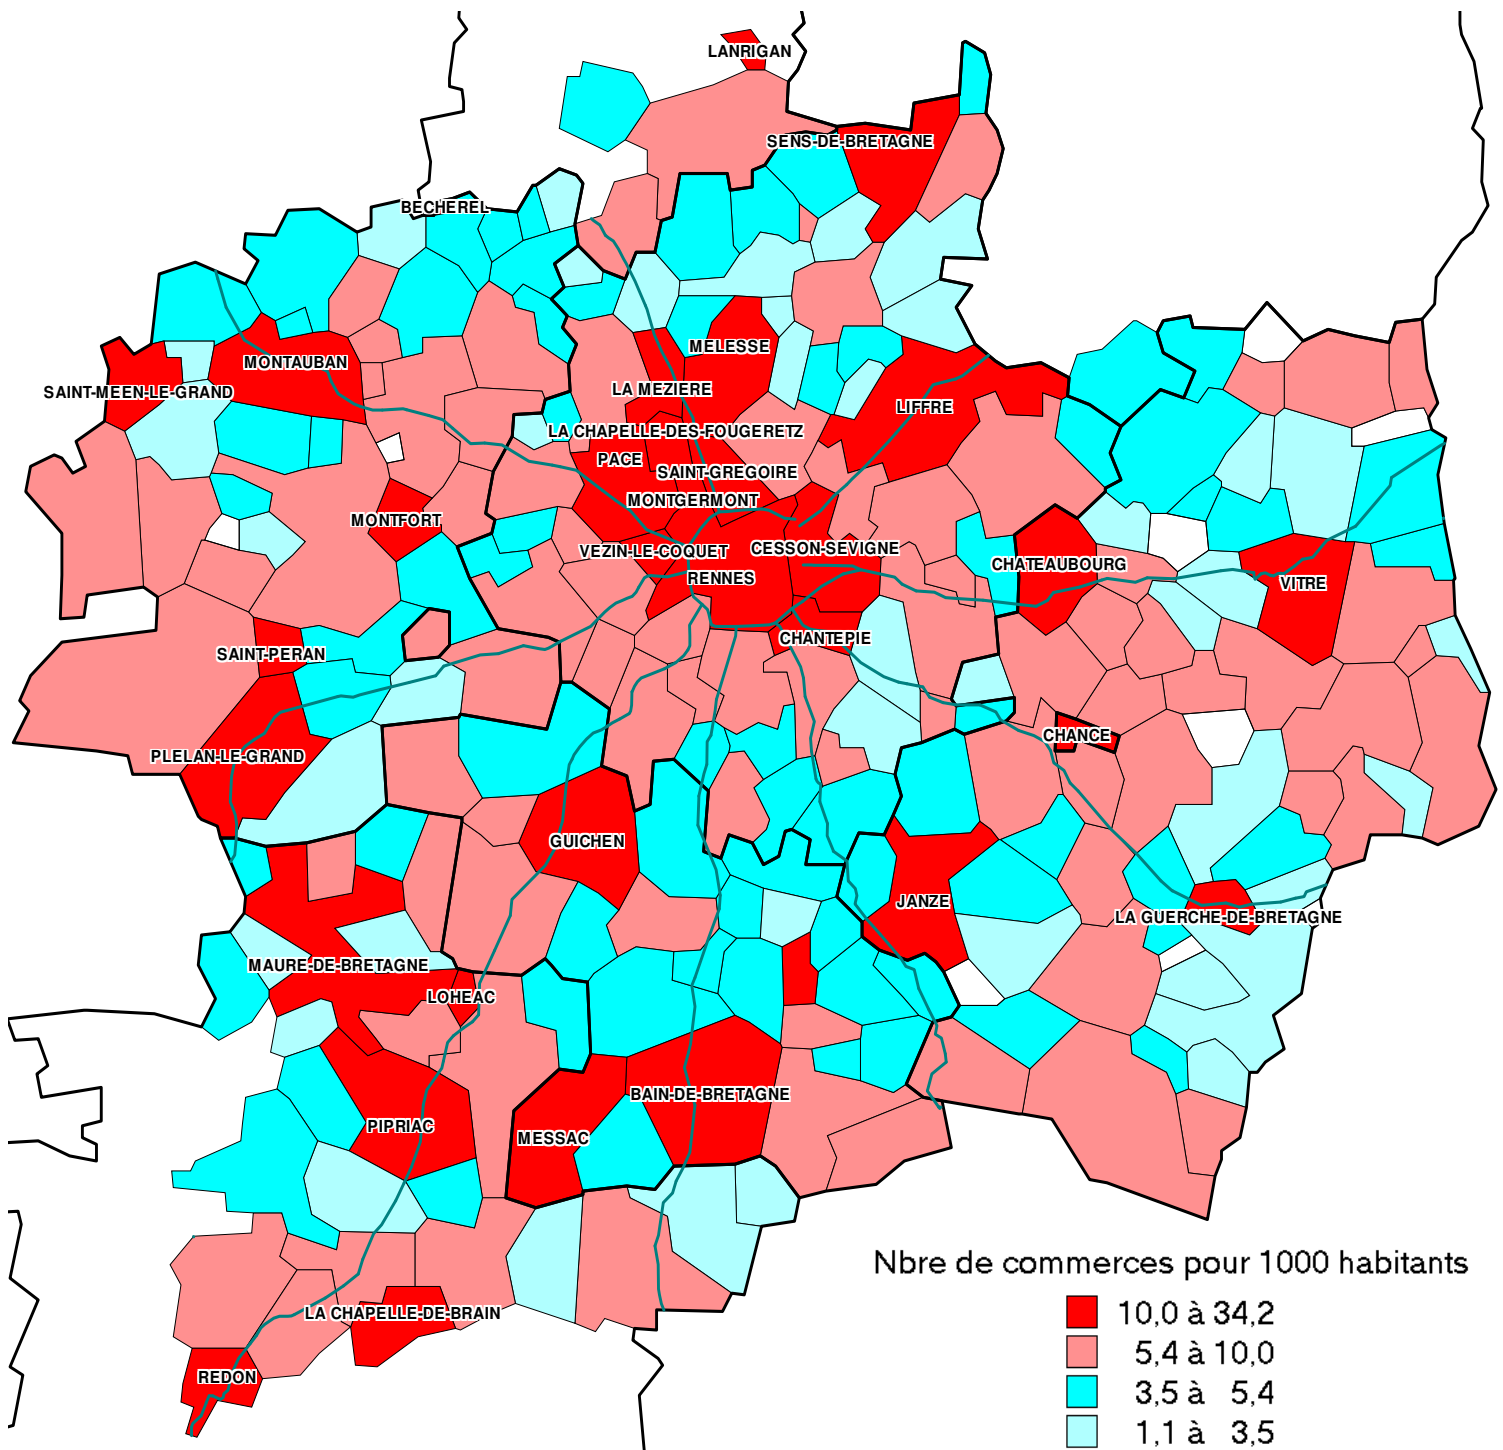 LANRIGAN
SENS-DE-BRETAGNE
BECHEREL
MELESSE
MONTAUBAN
SAINT-MEEN-LE-GRAND
LA MEZIERE
LIFFRE
LA CHAPELLE-DES-FOUGERETZ
PACE
SAINT-GREGOIRE
MONTGERMONT
MONTFORT
VEZIN-LE-COQUET
CESSON-SEVIGNE
CHATEAUBOURG
RENNES
VITRE
CHANTEPIE
SAINT-PERAN
CHANCE
PLELAN-LE-GRAND
GUICHEN
JANZE
LA GUERCHE-DE-BRETAGNE
MAURE-DE-BRETAGNE
LOHEAC
BAIN-DE-BRETAGNE
PIPRIAC
MESSAC
LA CHAPELLE-DE-BRAIN
REDON
Nbre de commerces pour 1000 habitants
10,0 à 34,2
5,4 à 10,0
3,5 à 5,4
1,1 à 3,5